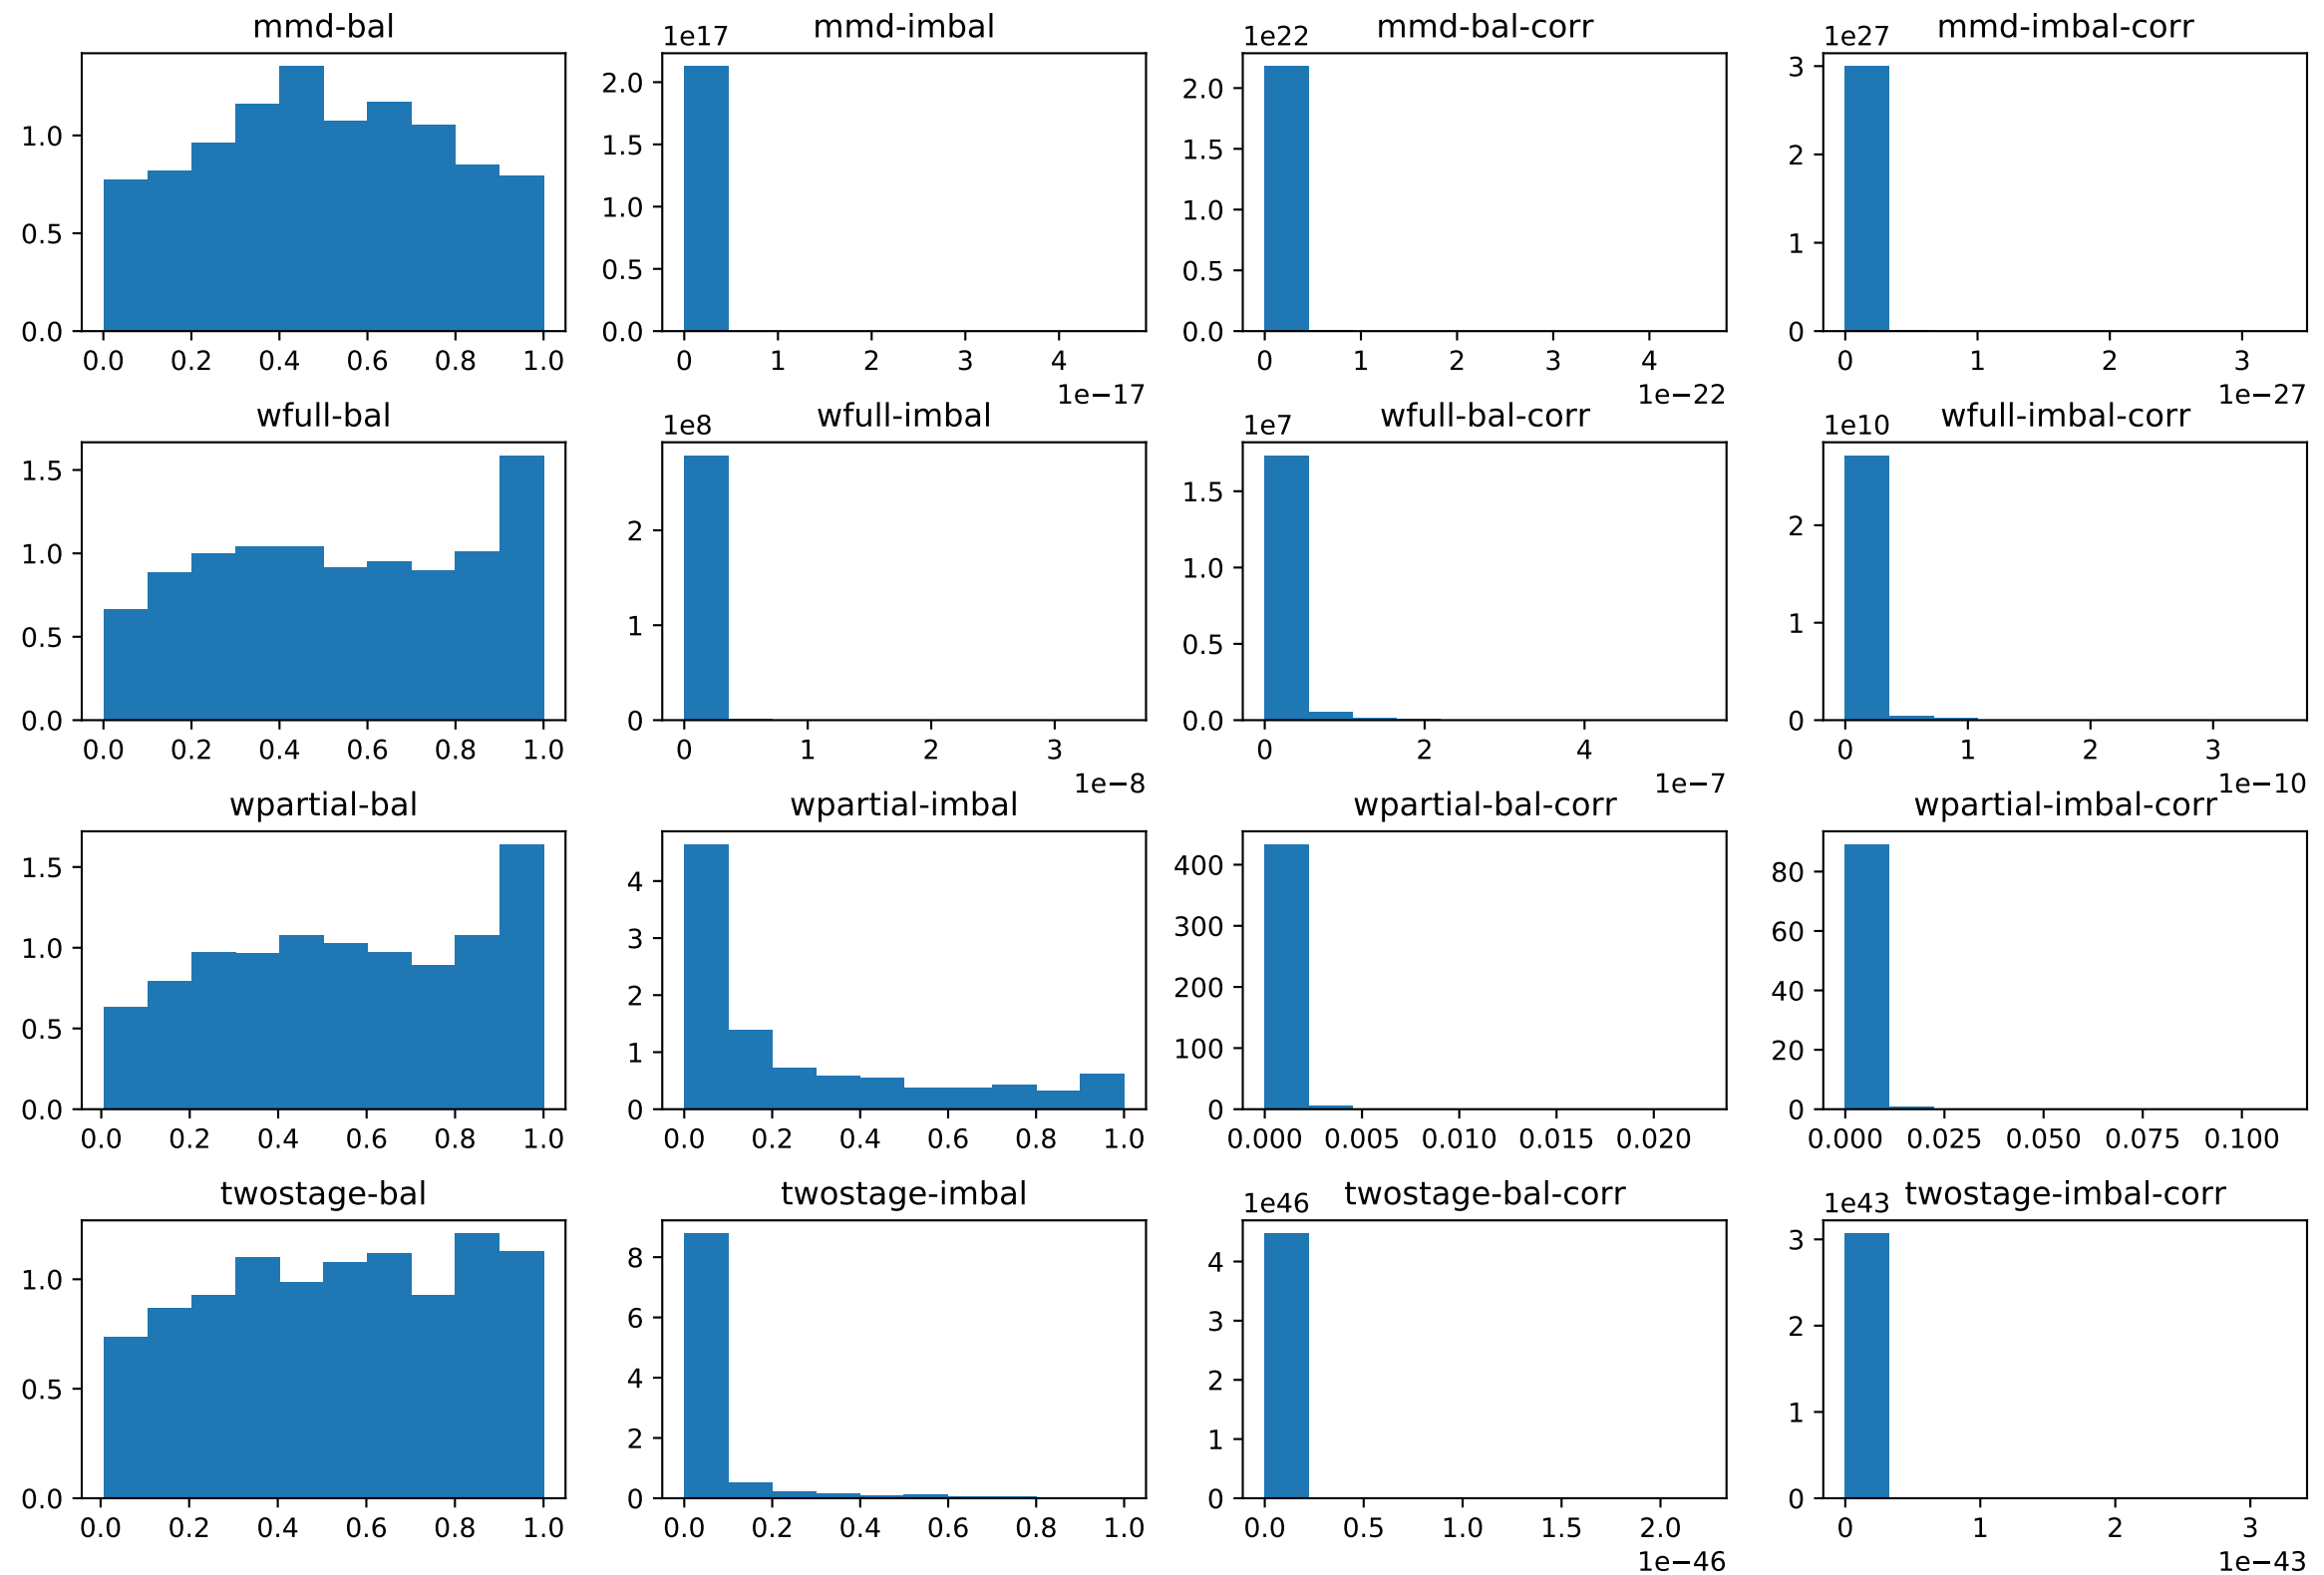 mmd-bal
1.0
0.5
0.0
0.0 0.2 0.4 0.6 0.8 1.0
mmd-imbal
1e17
2.0
1.5
1.0
0.5
0.0
0 1 2 3 4
1e−17
mmd-bal-corr
1e22
2.0
1.5
1.0
0.5
0.0
0 1 2 3 4
1e−22
mmd-imbal-corr
1e27
3
2
1
0
0 1 2 3
1e−27
wfull-bal
1.5
1.0
0.5
0.0
0.0 0.2 0.4 0.6 0.8 1.0
wfull-imbal
1e8
2
1
0
0 1 2 3
1e−8
wfull-bal-corr
1e7
1.5
1.0
0.5
0.0
0 2 4
1e−7
wfull-imbal-corr
1e10
2
1
0
0 1 2 3
1e−10
wpartial-bal
1.5
1.0
0.5
0.0
0.0 0.2 0.4 0.6 0.8 1.0
wpartial-imbal
4
3
2
1
0
0.0 0.2 0.4 0.6 0.8 1.0
wpartial-bal-corr
400
300
200
100
0
0.000 0.005 0.010 0.015 0.020
wpartial-imbal-corr
80
60
40
20
0
0.000 0.025 0.050 0.075 0.100
twostage-bal
1.0
0.5
0.0
0.0 0.2 0.4 0.6 0.8 1.0
twostage-imbal
8
6
4
2
0
0.0 0.2 0.4 0.6 0.8 1.0
twostage-bal-corr
1e46
4
3
2
1
0
0.0 0.5 1.0 1.5 2.0
1e−46
twostage-imbal-corr
1e43
3
2
1
0
0 1 2 3
1e−43